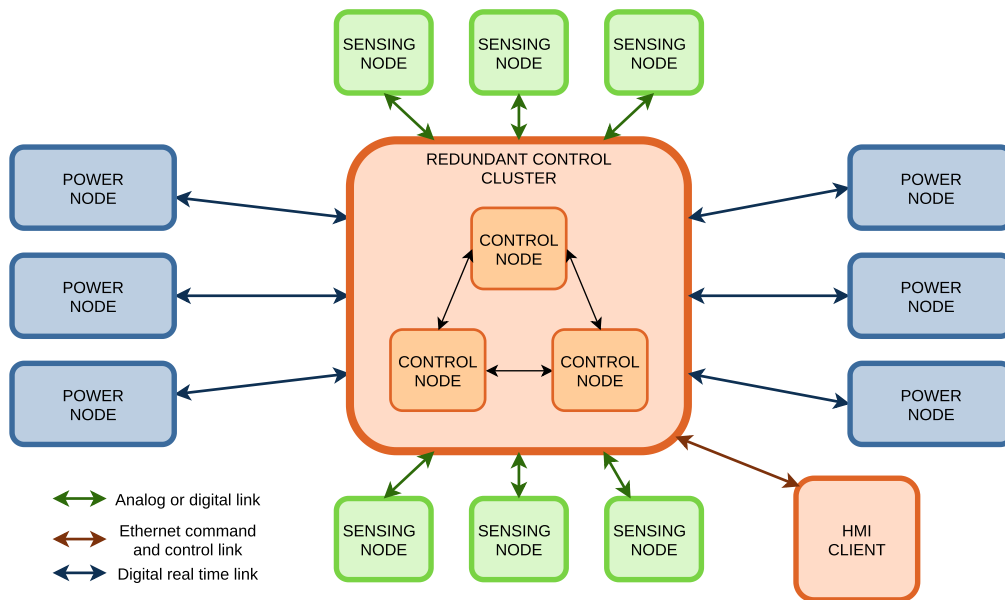 SENSING
NODE
SENSING
NODE
SENSING
NODE
REDUNDANT CONTROL
CLUSTER
POWER
NODE
POWER
NODE
CONTROL
NODE
POWER
NODE
POWER
NODE
CONTROL
NODE
CONTROL
NODE
POWER
NODE
POWER
NODE
Analog or digital link
Ethernet command
and control link
Digital real time link
SENSING
NODE
SENSING
NODE
SENSING
NODE
HMI
CLIENT